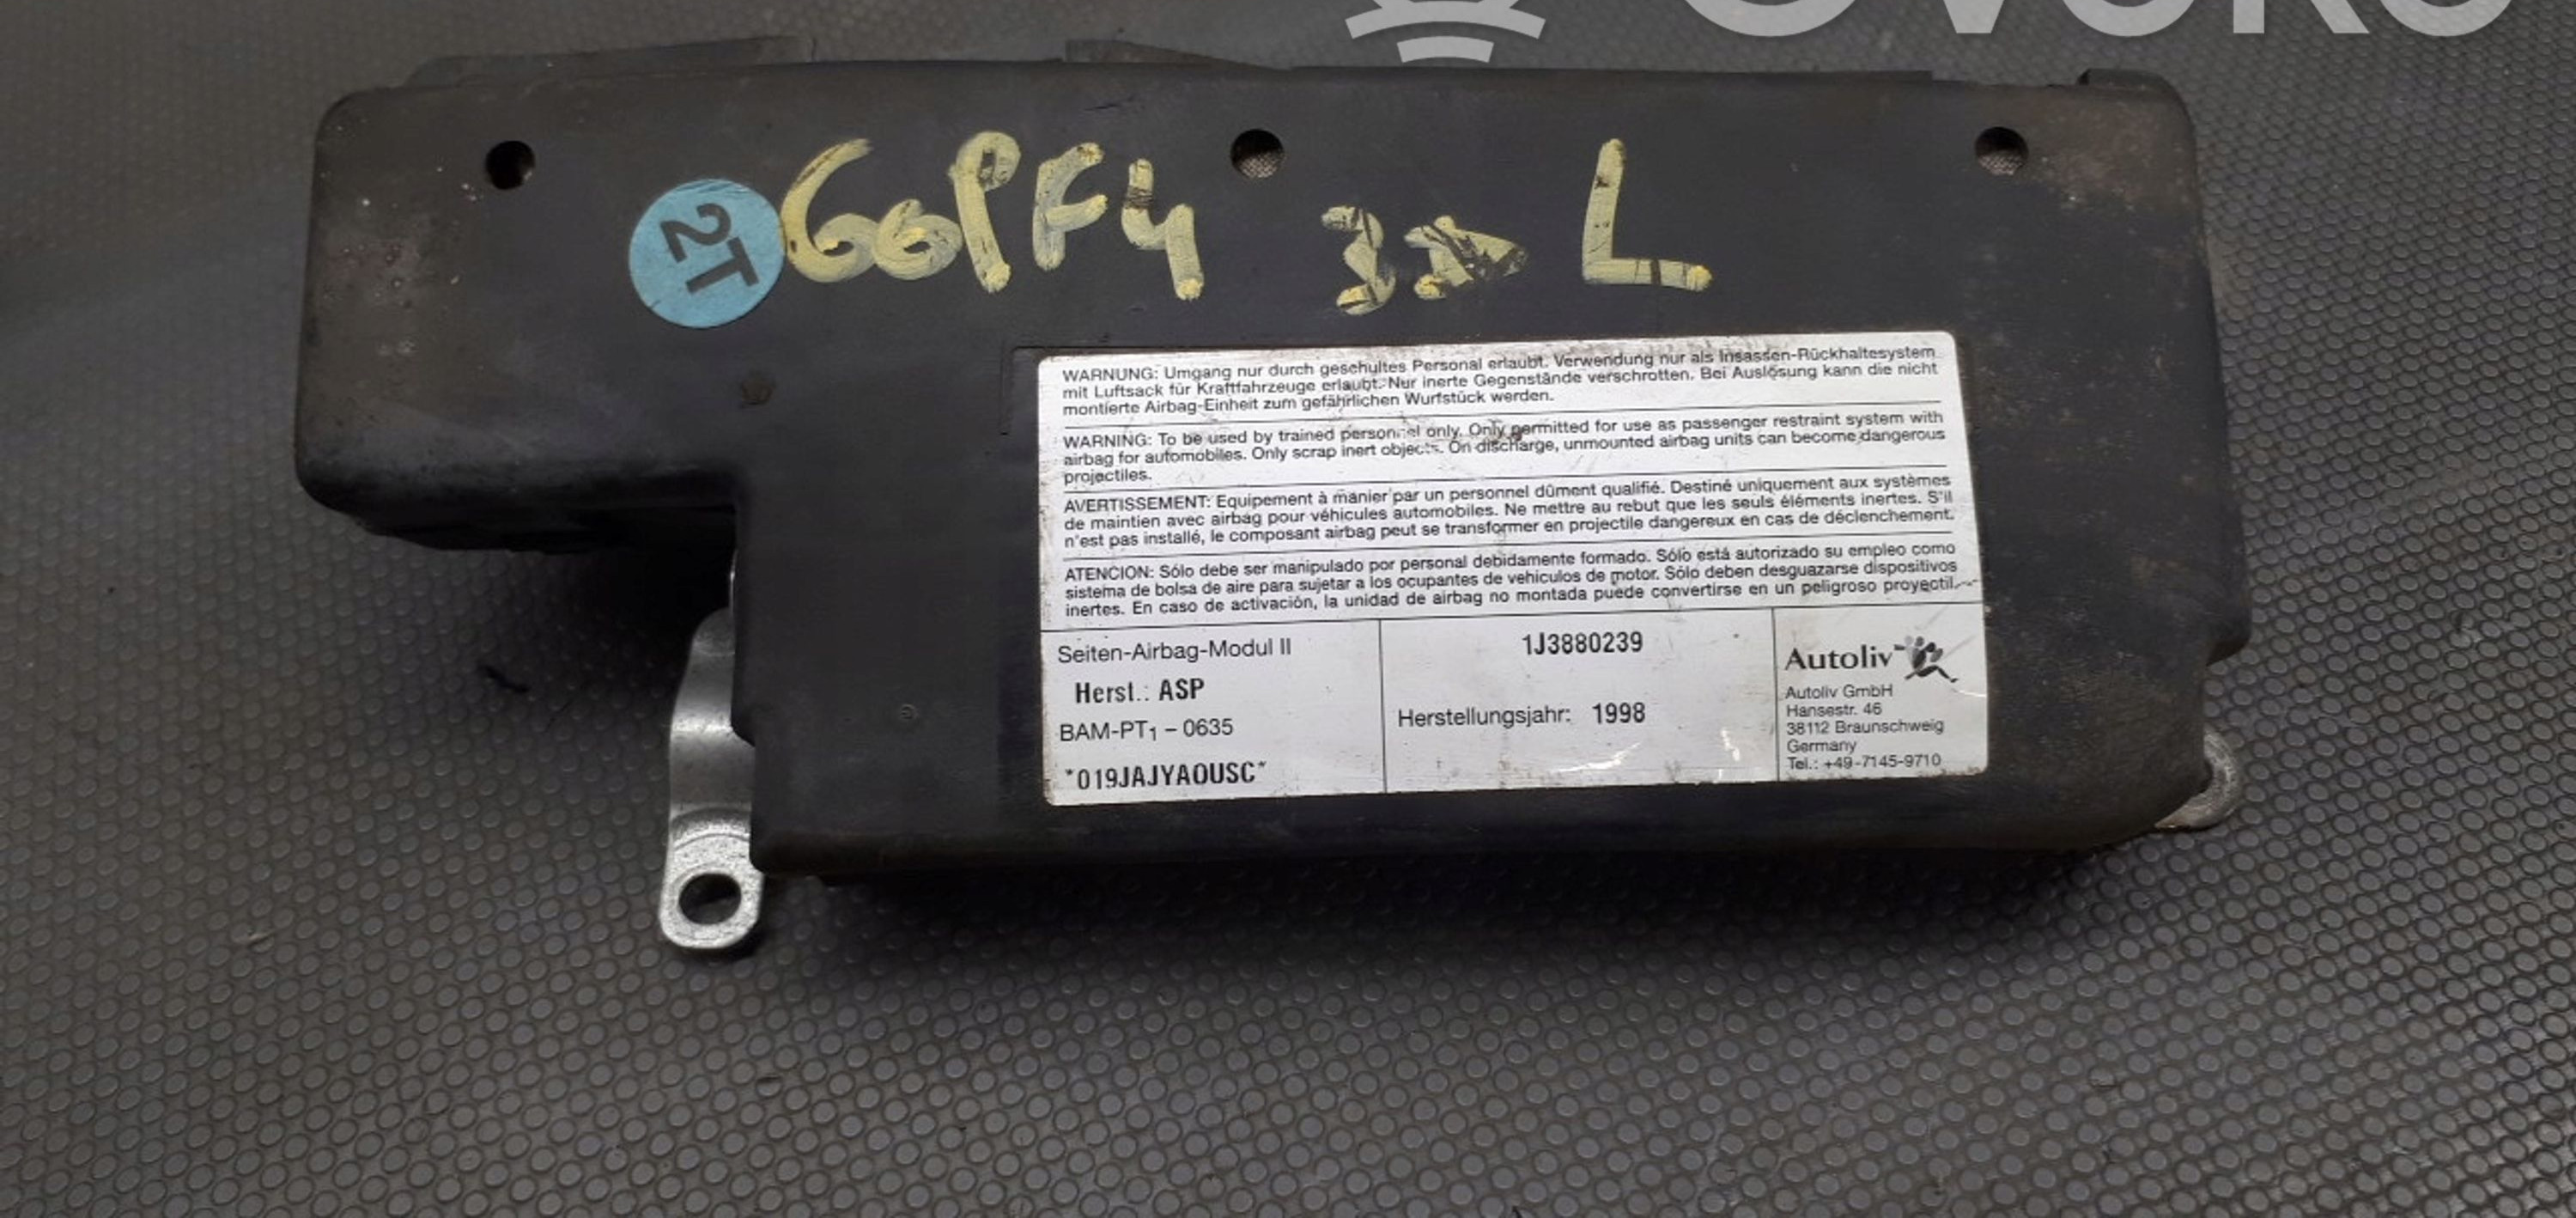 OVOKO
2T
GOLF4 3D L
WARNUNG: Umgang nur durch geschultes Personal erlaubt. Verwendung nur als Insassen-Rückhaltesystem
mit Luftsack für Kraftfahrzeuge erlaubt. Nur inerte Gegenstände verschrotten. Bei Auslösung kann die nicht
montierte Airbag-Einheit zum gefährlichen Wurfstück werden.
WARNING: To be used by trained personnel only. Only permitted for use as passenger restraint system with
airbag for automobiles. Only scrap inert objects. On discharge, unmounted airbag units can become dangerous
projectiles.
AVERTISSEMENT: Equipement à manier par un personnel dûment qualifié. Destiné uniquement aux systèmes
de maintien avec airbag pour véhicules automobiles. Ne mettre au rebut que les seuls éléments inertes. S'il
n'est pas installé, le composant airbag peut se transformer en projectile dangereux en cas de déclenchement.
ATENCION: Sólo debe ser manipulado por personal debidamente formado. Sólo está autorizado su empleo como
sistema de bolsa de aire para sujetar a los ocupantes de vehiculos de motor. Sólo deben desguazarse dispositivos
inertes. En caso de activación, la unidad de airbag no montada puede convertirse en un peligroso proyectil.
Seiten-Airbag-Modul II
Herst.: ASP
BAM-PT1 – 0635
*019JAJYAOUSC*
1J3880239
Herstellungsjahr: 1998
Autoliv
Autoliv GmbH
Hansestr. 46
38112 Braunschweig
Germany
Tel.: +49-7145-9710